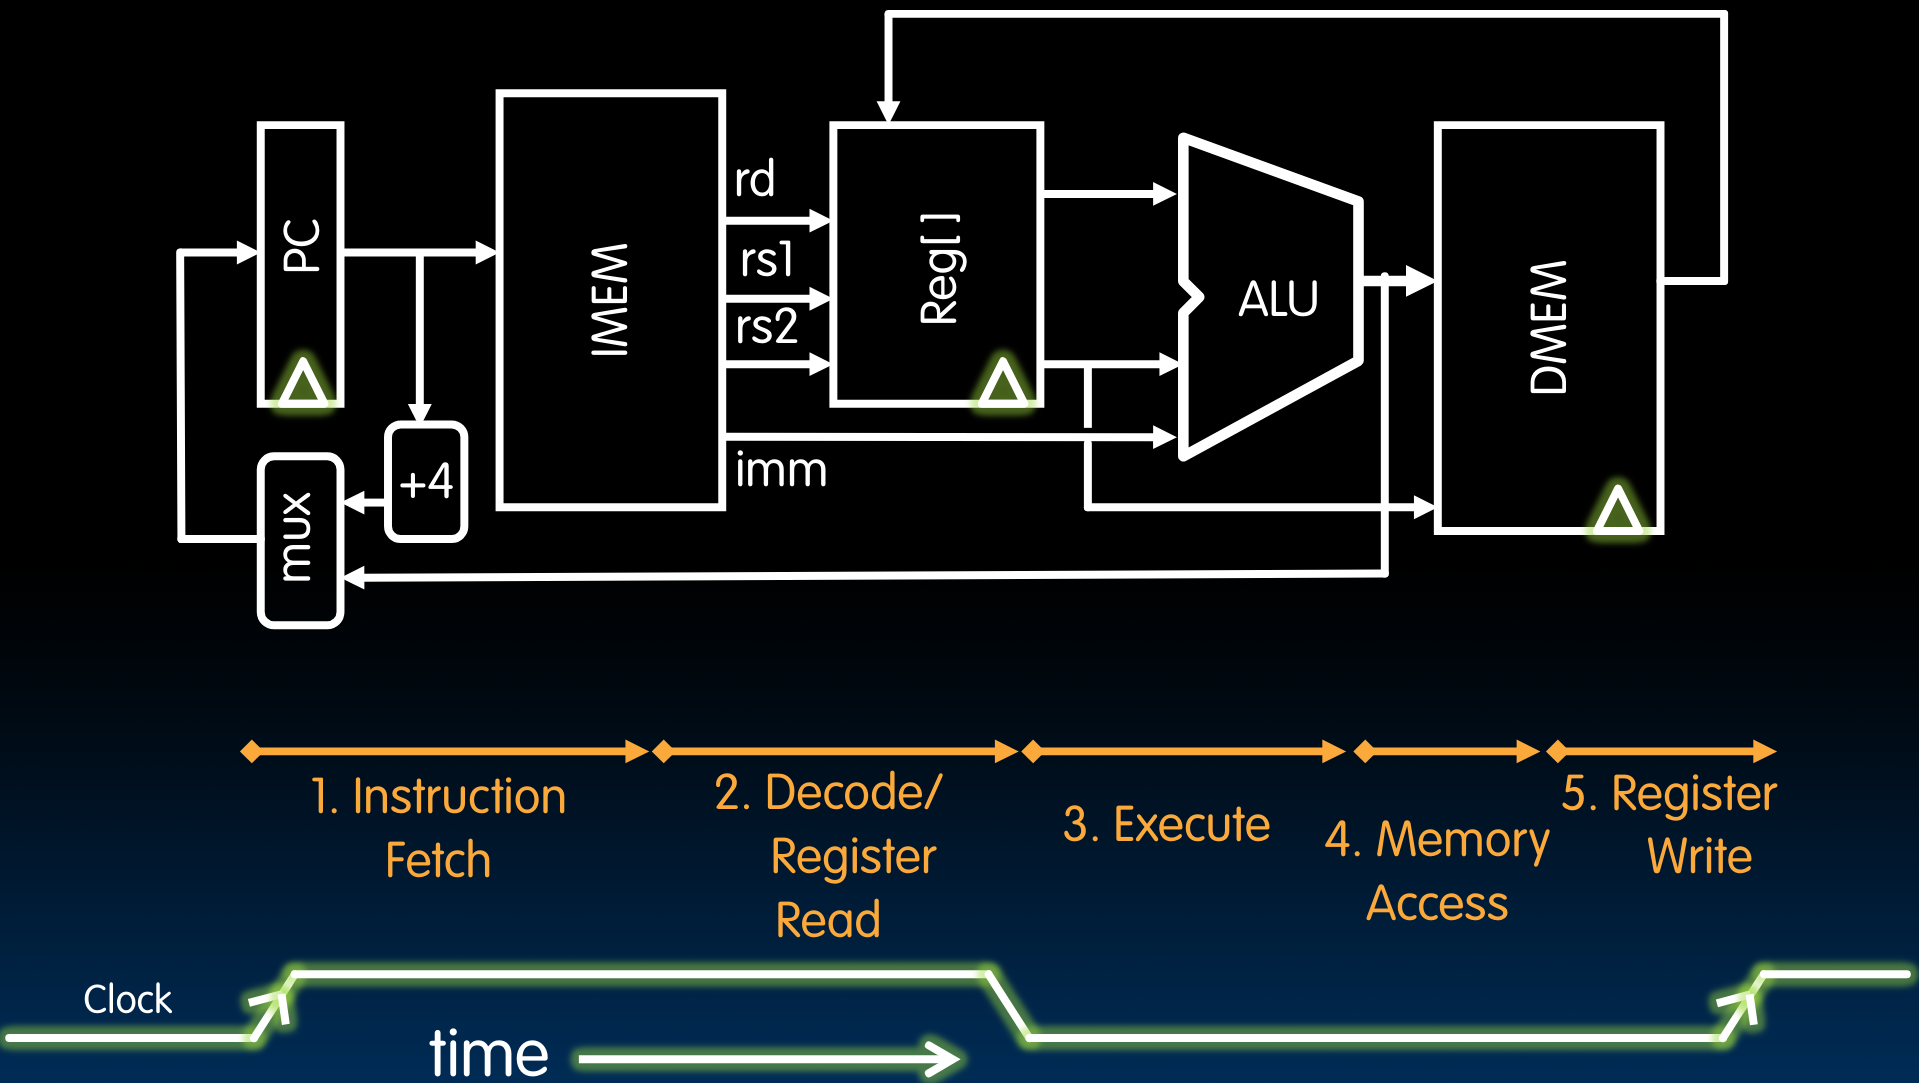 PC
IMEM
rd
rs1
rs2
imm
Reg[ ]
ALU
DMEM
+4
mux
1. Instruction
Fetch
2. Decode/
Register
Read
3. Execute
4. Memory
Access
5. Register
Write
Clock
time